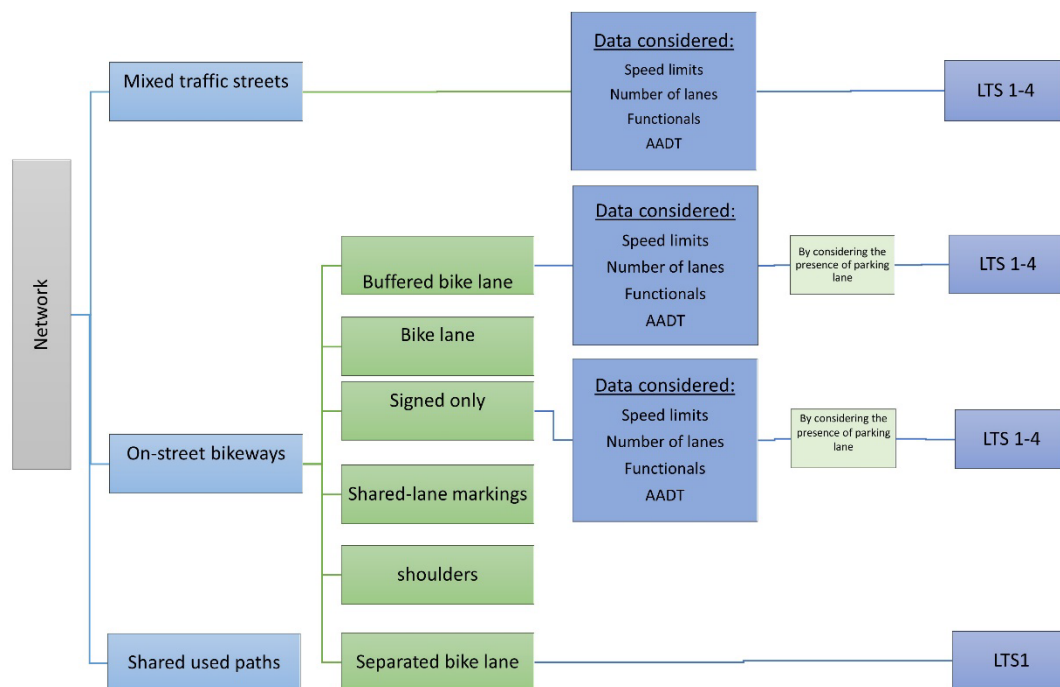 Network
Mixed traffic streets
Data considered:
Speed limits
Number of lanes
Functionals
AADT
LTS 1-4
On-street bikeways
Buffered bike lane
Data considered:
Speed limits
Number of lanes
Functionals
AADT
By considering the
presence of parking
lane
LTS 1-4
Bike lane
Signed only
Data considered:
Speed limits
Number of lanes
Functionals
AADT
By considering the
presence of parking
lane
LTS 1-4
Shared-lane markings
shoulders
Separated bike lane
LTS1
Shared used paths